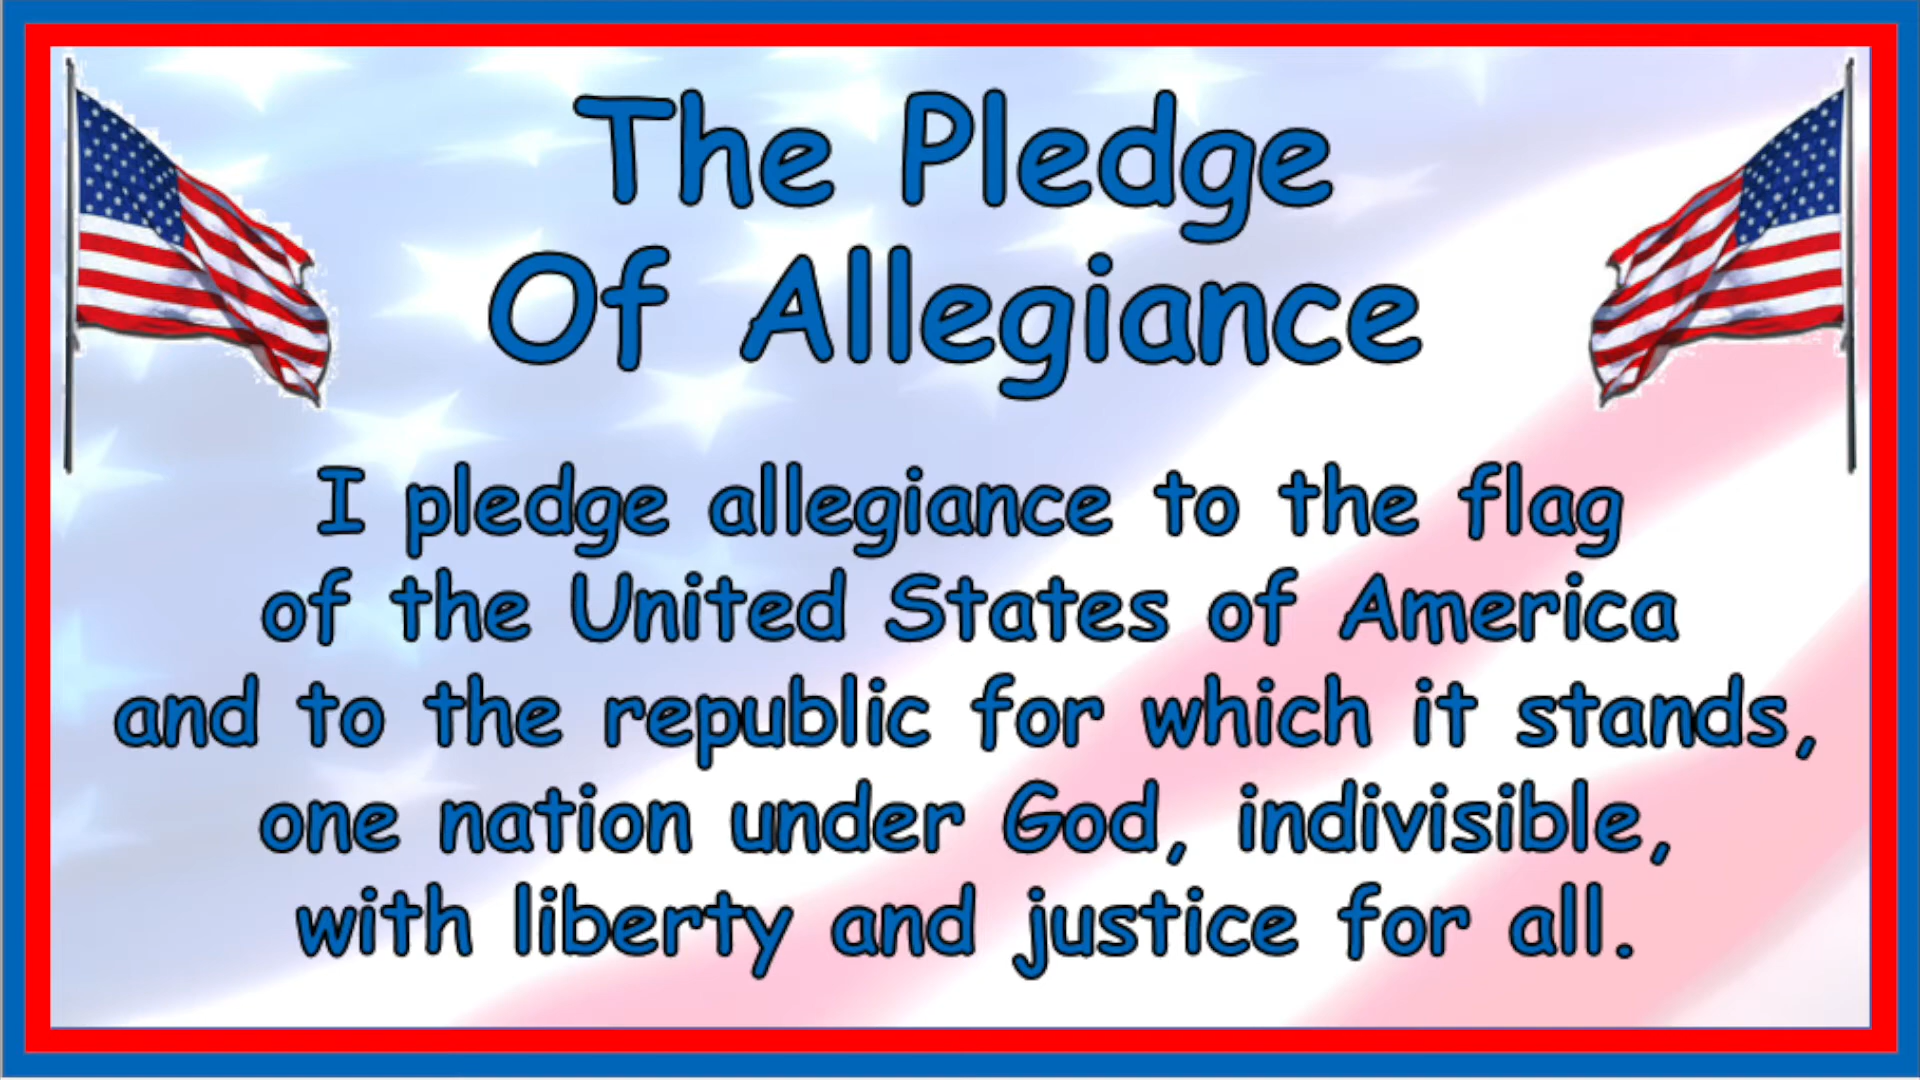 The Pledge
Of Allegiance
I pledge allegiance to the flag
of the United States of America
and to the republic for which it stands,
one nation under God, indivisible,
with liberty and justice for all.